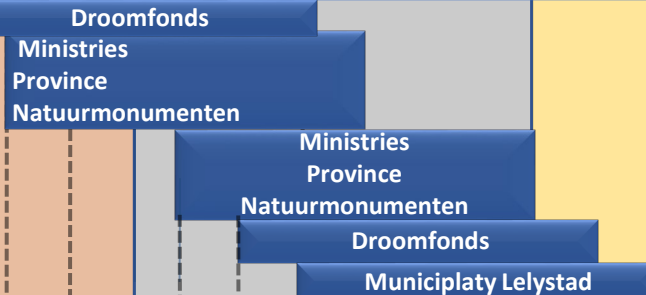 Droomfonds
Ministries
Province
Natuurmonumenten
Ministries
Province
Natuurmonumenten
Droomfonds
Municiplaty Lelystad